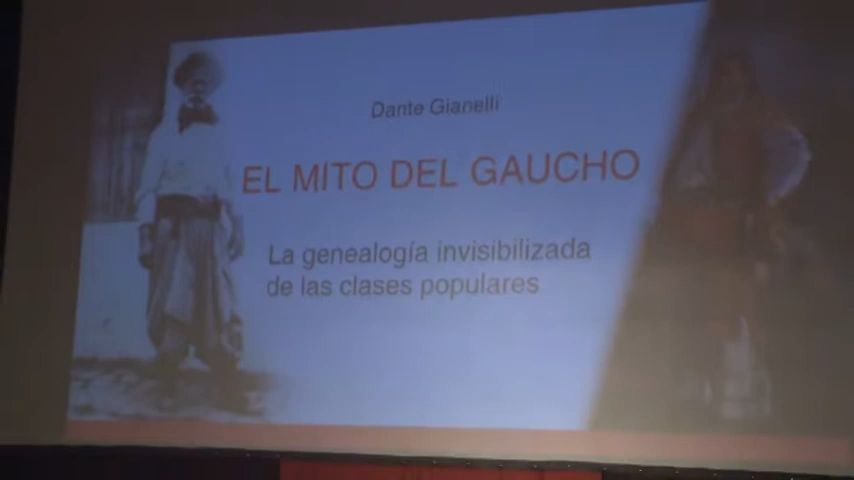 Dante Gianelli
EL MITO DEL GAUCHO
La genealogía invisibilizada
de las clases populares